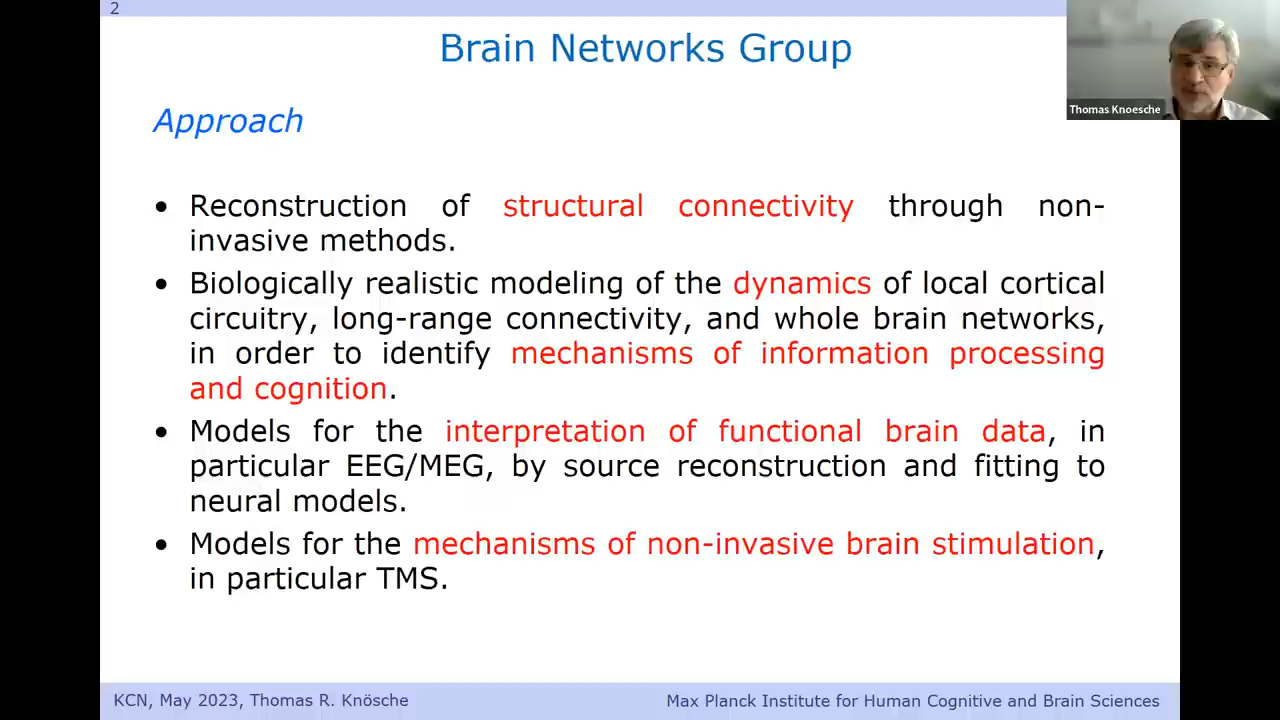 2
Brain Networks Group
Thomas Knoesche
Approach
• Reconstruction of structural connectivity through non-
invasive methods.
• Biologically realistic modeling of the dynamics of local cortical
circuitry, long-range connectivity, and whole brain networks,
in order to identify mechanisms of information processing
and cognition.
• Models for the interpretation of functional brain data, in
particular EEG/MEG, by source reconstruction and fitting to
neural models.
• Models for the mechanisms of non-invasive brain stimulation,
in particular TMS.
KCN, May 2023, Thomas R. Knösche
Max Planck Institute for Human Cognitive and Brain Sciences